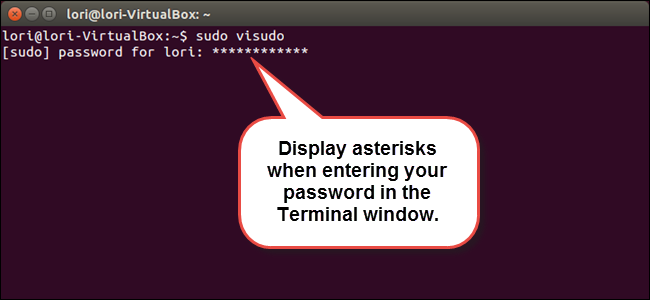 lori@lori-VirtualBox: ~
lori@lori-VirtualBox:~$ sudo visudo
[sudo] password for lori: ************
Display asterisks
when entering your
password in the
Terminal window.